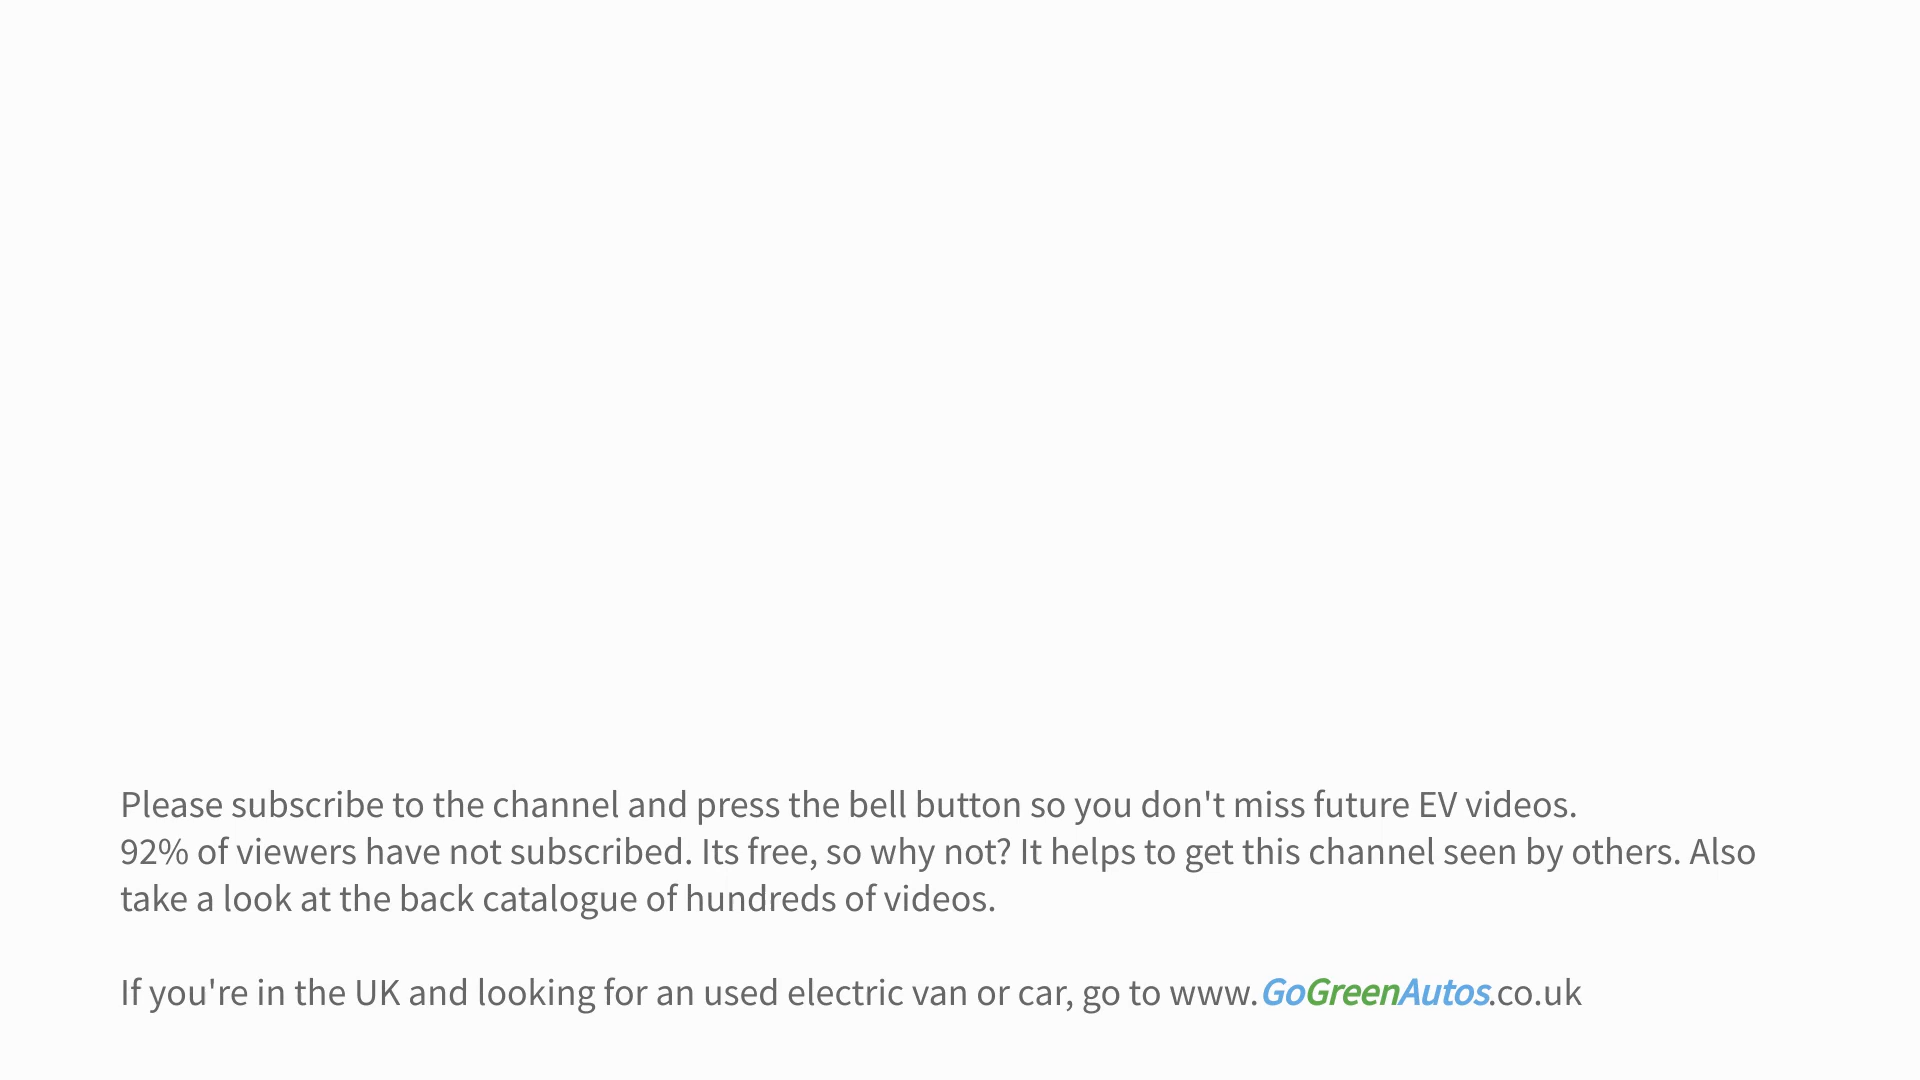 Please subscribe to the channel and press the bell button so you don't miss future EV videos.
92% of viewers have not subscribed. Its free, so why not? It helps to get this channel seen by others. Also
take a look at the back catalogue of hundreds of videos.
If you're in the UK and looking for an used electric van or car, go to www.GoGreenAutos.co.uk